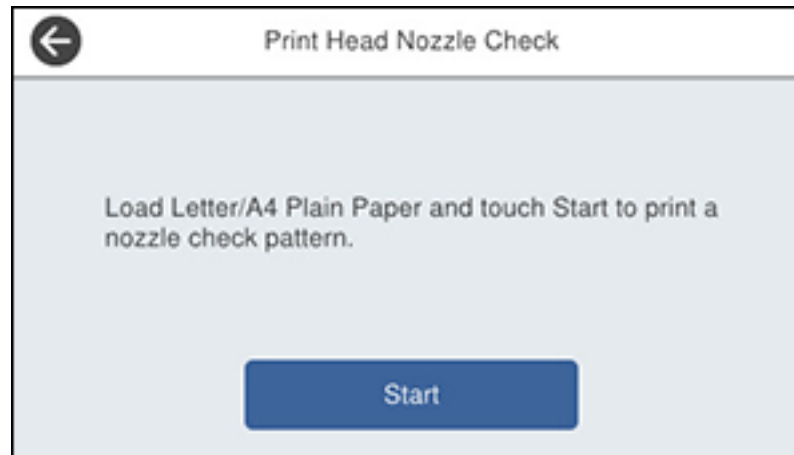 Print Head Nozzle Check
Load Letter/A4 Plain Paper and touch Start to print a
nozzle check pattern.
Start